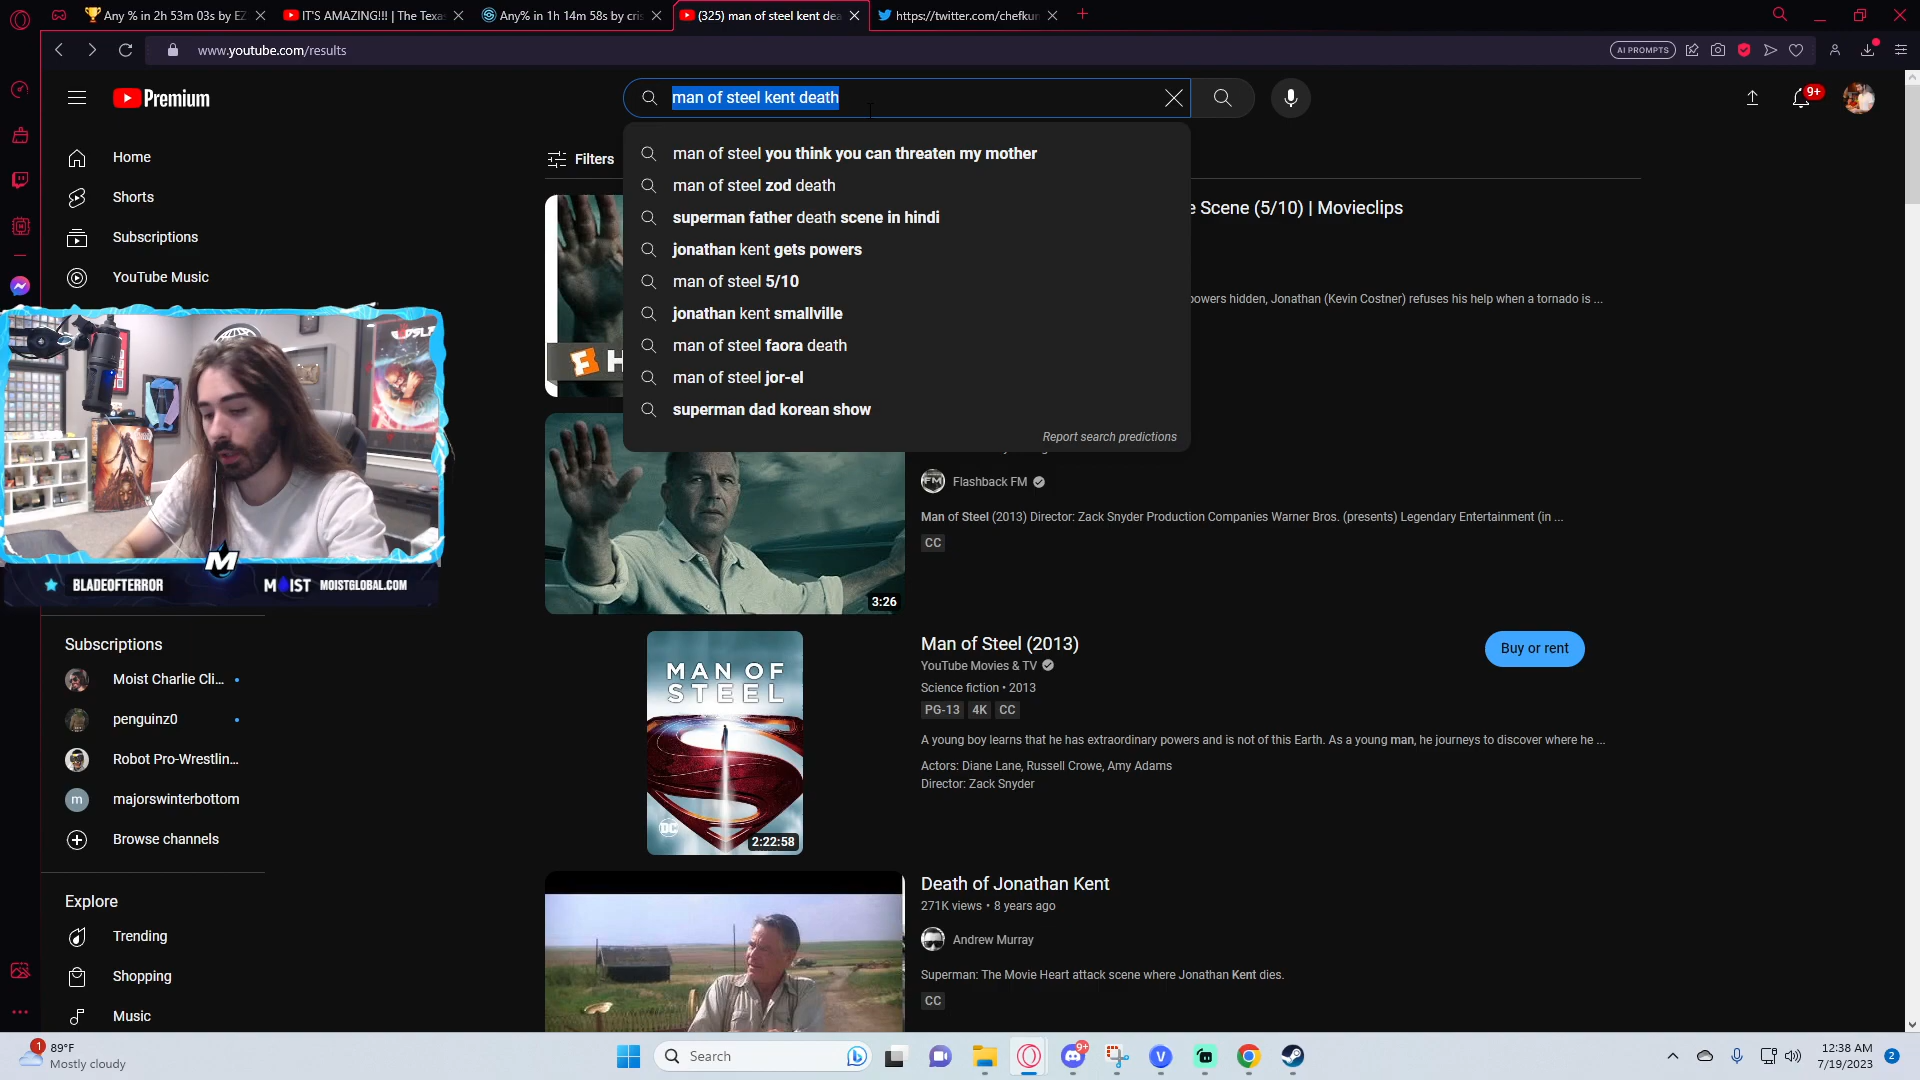 Any % in 2h 53m 03s by EZ
IT'S AMAZING!!! | The Texa
Any% in 1h 14m 58s by cris
(325) man of steel kent dea
https://twitter.com/chefkun
www.youtube.com/results
AI PROMPTS
Premium
man of steel kent death
9+
Home
Shorts
Subscriptions
YouTube Music
Filters
man of steel you think you can threaten my mother
man of steel zod death
superman father death scene in hindi
jonathan kent gets powers
man of steel 5/10
jonathan kent smallville
man of steel faora death
man of steel jor-el
superman dad korean show
Report search predictions
e Scene (5/10) | Movieclips
powers hidden, Jonathan (Kevin Costner) refuses his help when a tornado is ...
H
FM
Flashback FM
Man of Steel (2013) Director: Zack Snyder Production Companies Warner Bros. (presents) Legendary Entertainment (in ...
CC
3:26
BLADEOFTERROR
M
MOIST MOISTGLOBAL.COM
Subscriptions
Moist Charlie Cli...
penguinz0
Robot Pro-Wrestlin...
m
majorswinterbottom
Browse channels
Explore
Trending
Shopping
Music
MAN OF
STEEL
DC
2:22:58
Man of Steel (2013)
YouTube Movies & TV
Science fiction • 2013
PG-13 4K CC
A young boy learns that he has extraordinary powers and is not of this Earth. As a young man, he journeys to discover where he ...
Actors: Diane Lane, Russell Crowe, Amy Adams
Director: Zack Snyder
Buy or rent
Death of Jonathan Kent
271K views • 8 years ago
Andrew Murray
Superman: The Movie Heart attack scene where Jonathan Kent dies.
CC
1
89°F
Mostly cloudy
Search
9+
V
12:38 AM
7/19/2023
2